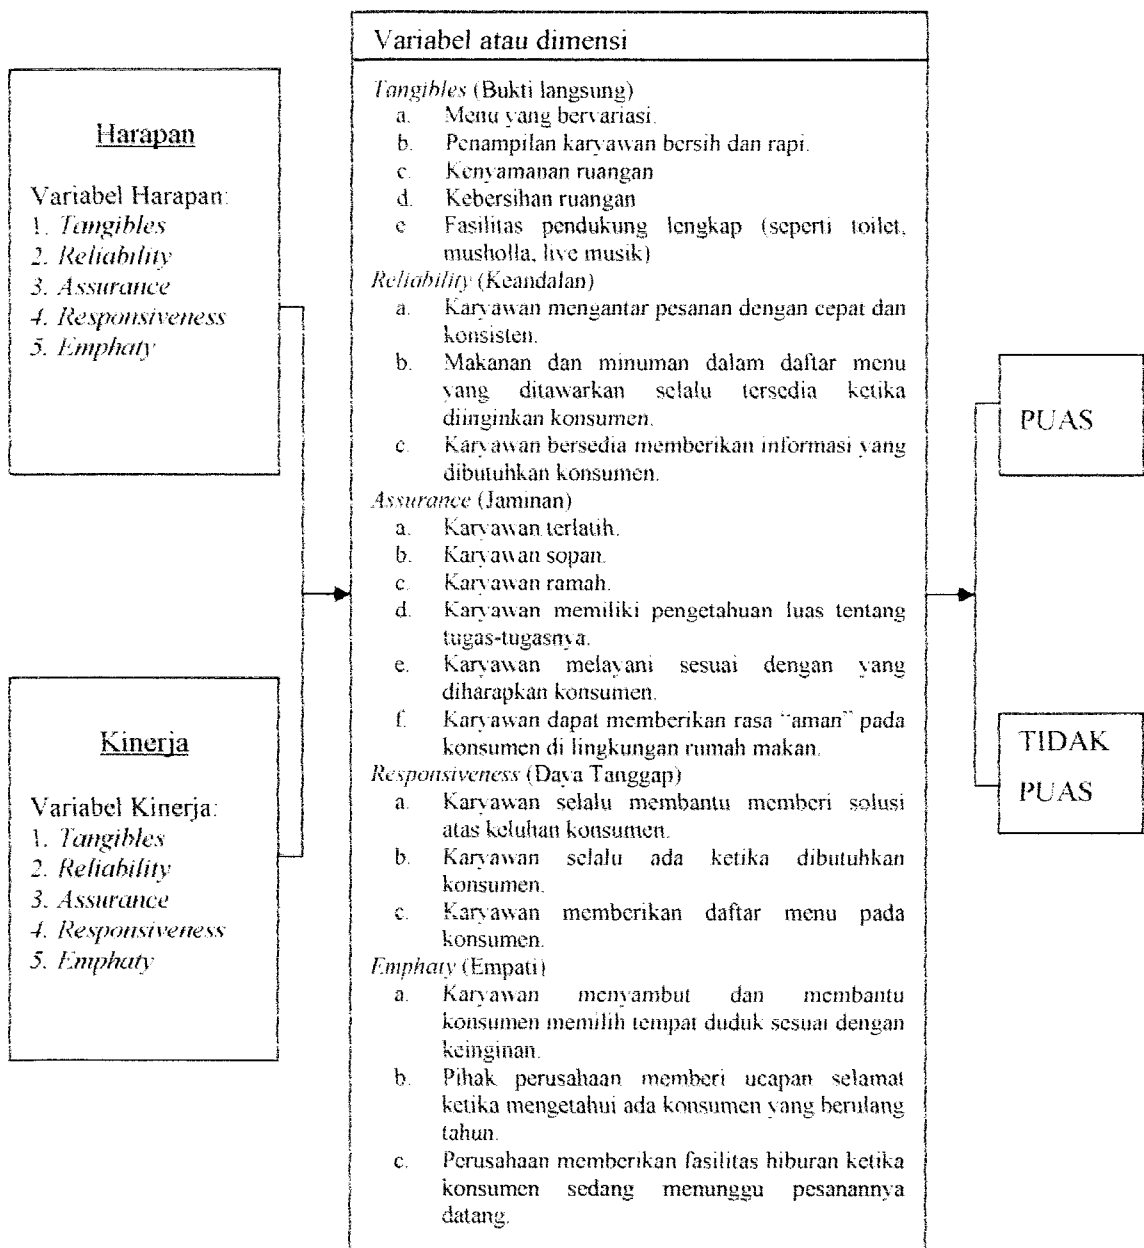 Harapan
Variabel Harapan:
1. Tangibles
2. Reliability
3. Assurance
4. Responsiveness
5. Emphaty
Kinerja
Variabel Kinerja:
1. Tangibles
2. Reliability
3. Assurance
4. Responsiveness
5. Emphaty
Variabel atau dimensi
Tangibles (Bukti langsung)
a. Menu yang bervariasi.
b. Penampilan karyawan bersih dan rapi.
c. Kenyamanan ruangan
d. Kebersihan ruangan
e Fasilitas pendukung lengkap (seperti toilet,
musholla, live musik)
Reliability (Keandalan)
a. Karyawan mengantar pesanan dengan cepat dan
konsisten.
b. Makanan dan minuman dalam daftar menu
yang ditawarkan selalu tersedia ketika
diinginkan konsumen.
c. Karyawan bersedia memberikan informasi yang
dibutuhkan konsumen.
Assurance (Jaminan)
a. Karyawan terlatih.
b. Karyawan sopan.
c. Karyawan ramah.
d. Karyawan memiliki pengetahuan luas tentang
tugas-tugasnya.
e. Karyawan melayani sesuai dengan yang
diharapkan konsumen.
f. Karyawan dapat memberikan rasa "aman" pada
konsumen di lingkungan rumah makan.
Responsiveness (Daya Tanggap)
a. Karyawan selalu membantu memberi solusi
atas keluhan konsumen.
b. Karyawan selalu ada ketika dibutuhkan
konsumen.
c. Karyawan memberikan daftar menu pada
konsumen.
Emphaty (Empati)
a. Karyawan menyambut dan membantu
konsumen memilih tempat duduk sesuai dengan
keinginan.
b. Pihak perusahaan memberi ucapan selamat
ketika mengetahui ada konsumen yang berulang
tahun.
c. Perusahaan memberikan fasilitas hiburan ketika
konsumen sedang menunggu pesanannya
datang.
PUAS
TIDAK
PUAS